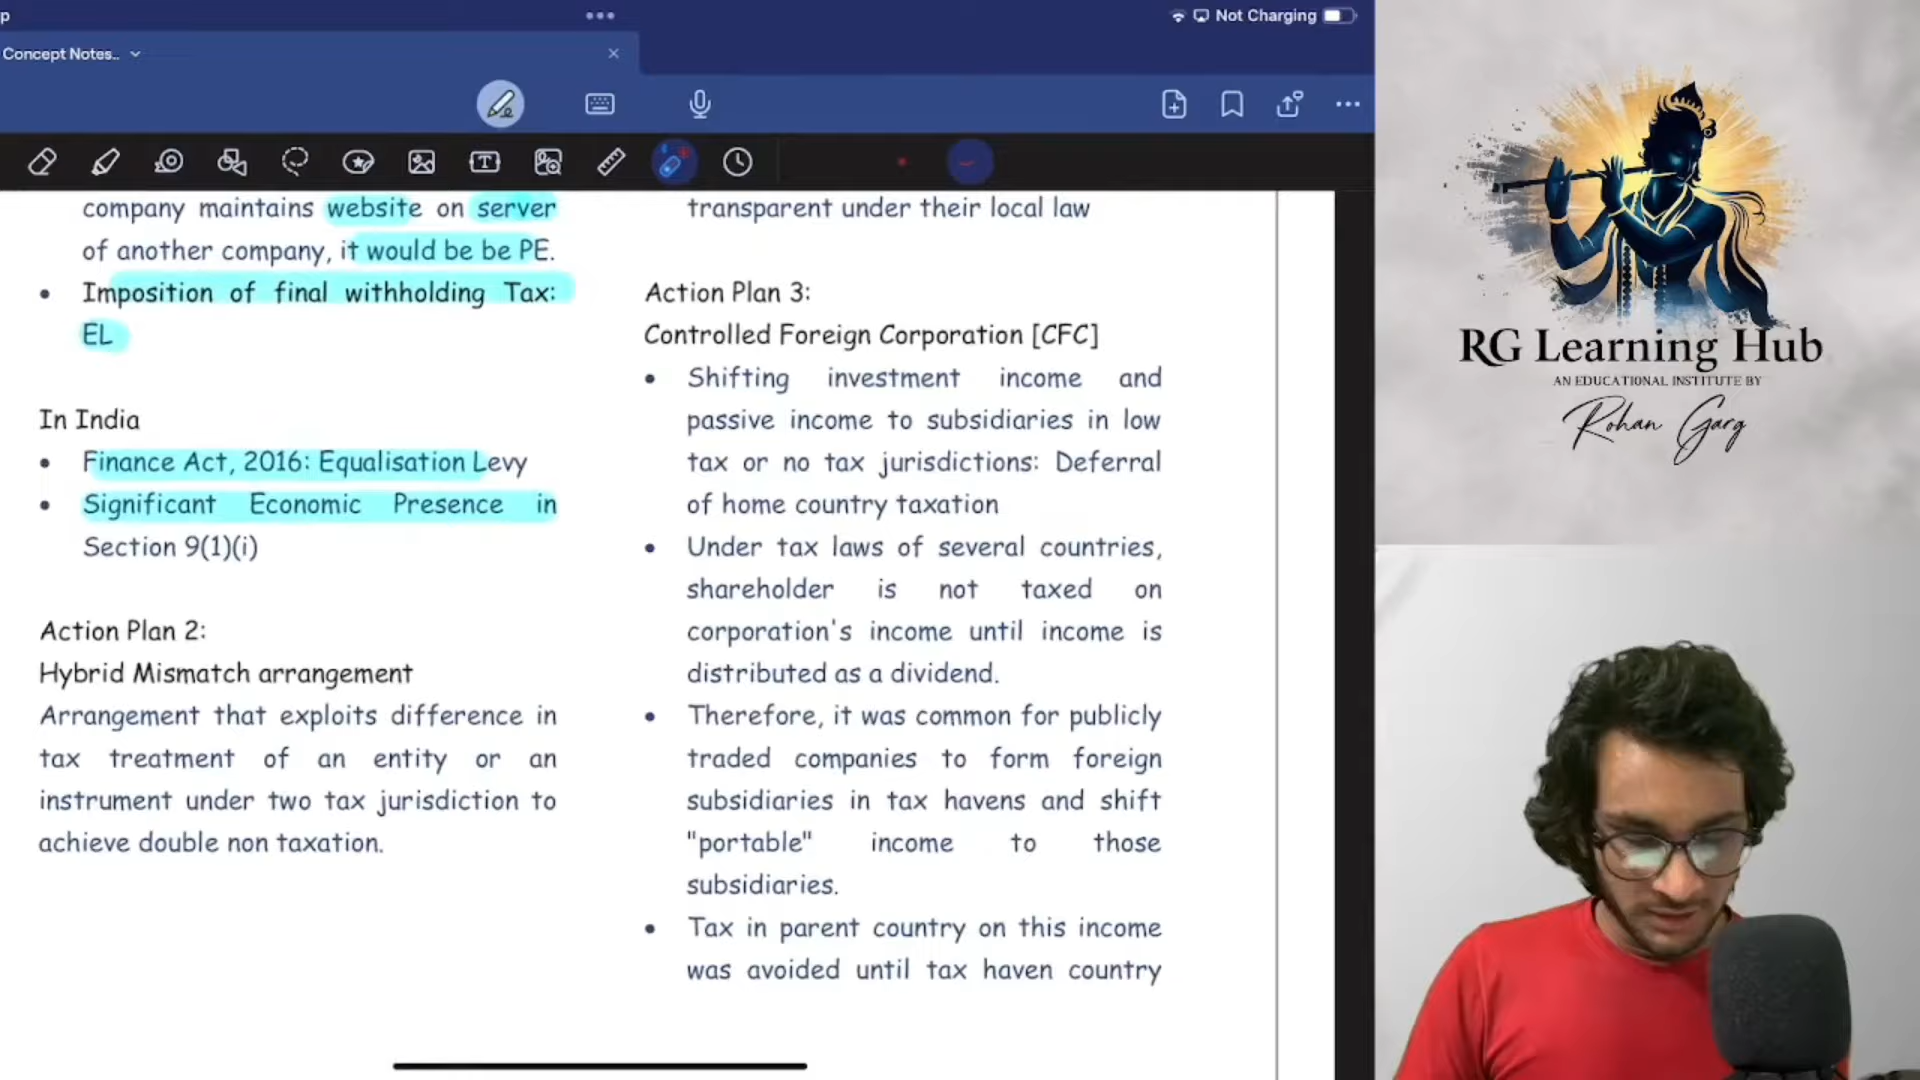 p
Not Charging
Concept Notes..
company maintains website on server
of another company, it would be be PE.
• Imposition of final withholding Tax:
EL
In India
• Finance Act, 2016: Equalisation Levy
• Significant Economic Presence in
Section 9(1)(i)
Action Plan 2:
Hybrid Mismatch arrangement
Arrangement that exploits difference in
tax treatment of an entity or an
instrument under two tax jurisdiction to
achieve double non taxation.
transparent under their local law
Action Plan 3:
Controlled Foreign Corporation [CFC]
• Shifting investment income and
passive income to subsidiaries in low
tax or no tax jurisdictions: Deferral
of home country taxation
• Under tax laws of several countries,
shareholder is not taxed on
corporation's income until income is
distributed as a dividend.
• Therefore, it was common for publicly
traded companies to form foreign
subsidiaries in tax havens and shift
"portable" income to those
subsidiaries.
• Tax in parent country on this income
was avoided until tax haven country
RG Learning Hub
AN EDUCATIONAL INSTITUTE BY
Rohan Garg